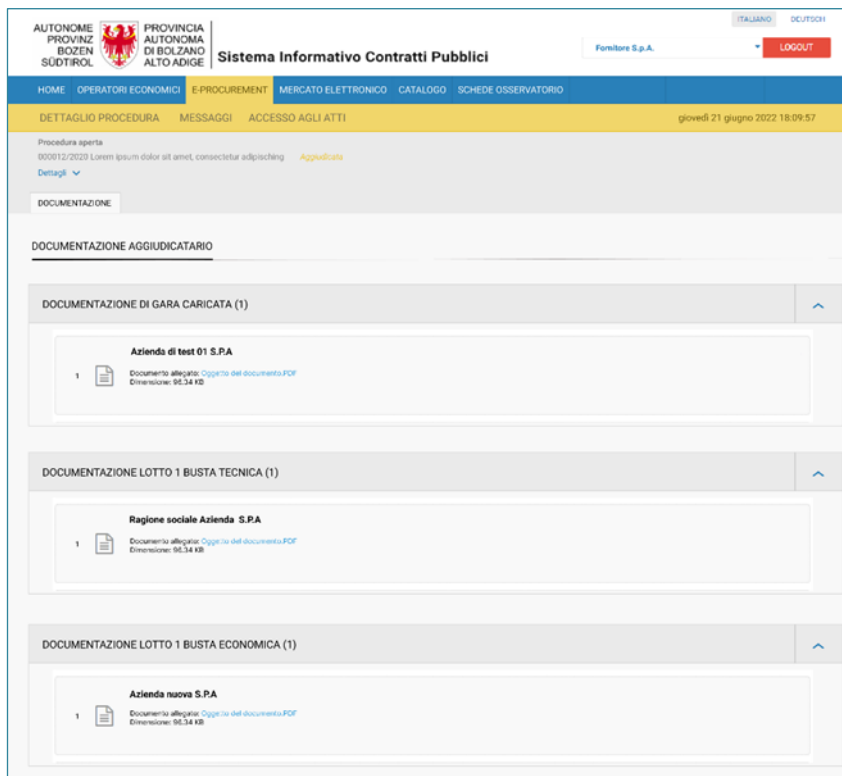 ITALIANO DEUTSCH
AUTONOME PROVINZ BOZEN SÜDTIROL
PROVINCIA AUTONOMA DI BOLZANO ALTO ADIGE
Sistema Informativo Contratti Pubblici
Fornitore S.p.A. LOGOUT
HOME OPERATORI ECONOMICI E-PROCUREMENT MERCATO ELETTRONICO CATALOGO SCHEDE OSSERVATORIO
DETTAGLIO PROCEDURA MESSAGGI ACCESSO AGLI ATTI giovedì 21 giugno 2022 18:09:57
Procedura aperta
000012/2020 Lorem ipsum dolor sit amet, consectetur adipisching Aggiudicata
Dettagli
DOCUMENTAZIONE
DOCUMENTAZIONE AGGIUDICATARIO
DOCUMENTAZIONE DI GARA CARICATA (1)
Azienda di test 01 S.P.A
1 Documento allegato: Oggetto del documento.PDF
Dimensione: 96.34 KB
DOCUMENTAZIONE LOTTO 1 BUSTA TECNICA (1)
Ragione sociale Azienda S.P.A
1 Documento allegato: Oggetto del documento.PDF
Dimensione: 96.34 KB
DOCUMENTAZIONE LOTTO 1 BUSTA ECONOMICA (1)
Azienda nuova S.P.A
1 Documento allegato: Oggetto del documento.PDF
Dimensione: 96.34 KB